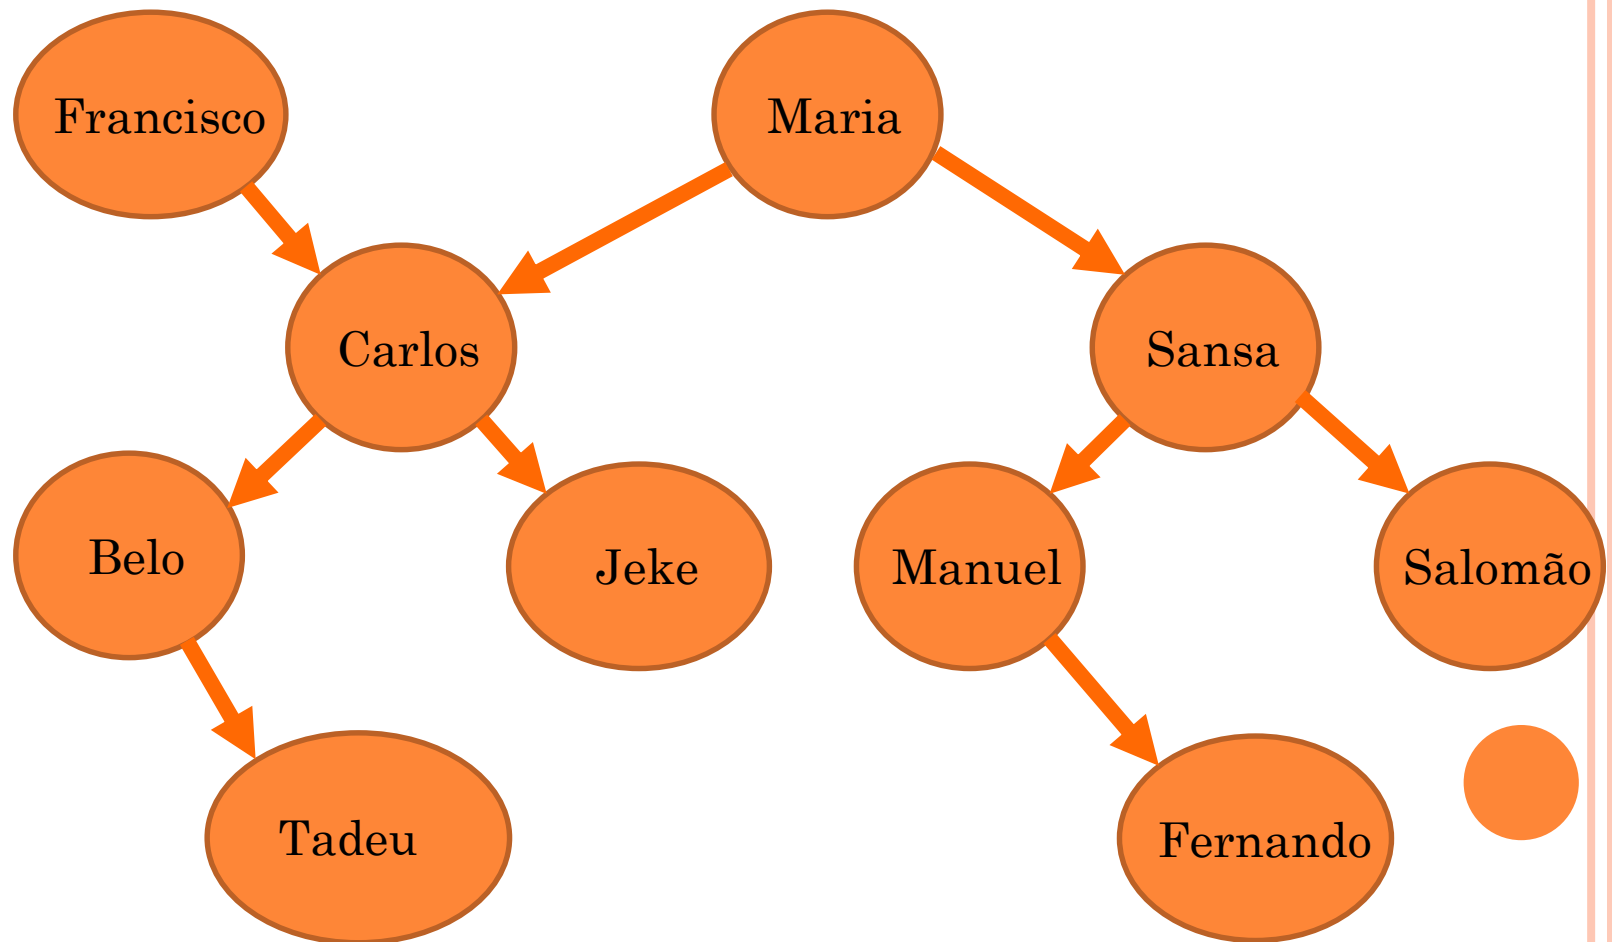 Francisco
Maria
Carlos
Sansa
Belo
Jeke
Manuel
Salomão
Tadeu
Fernando